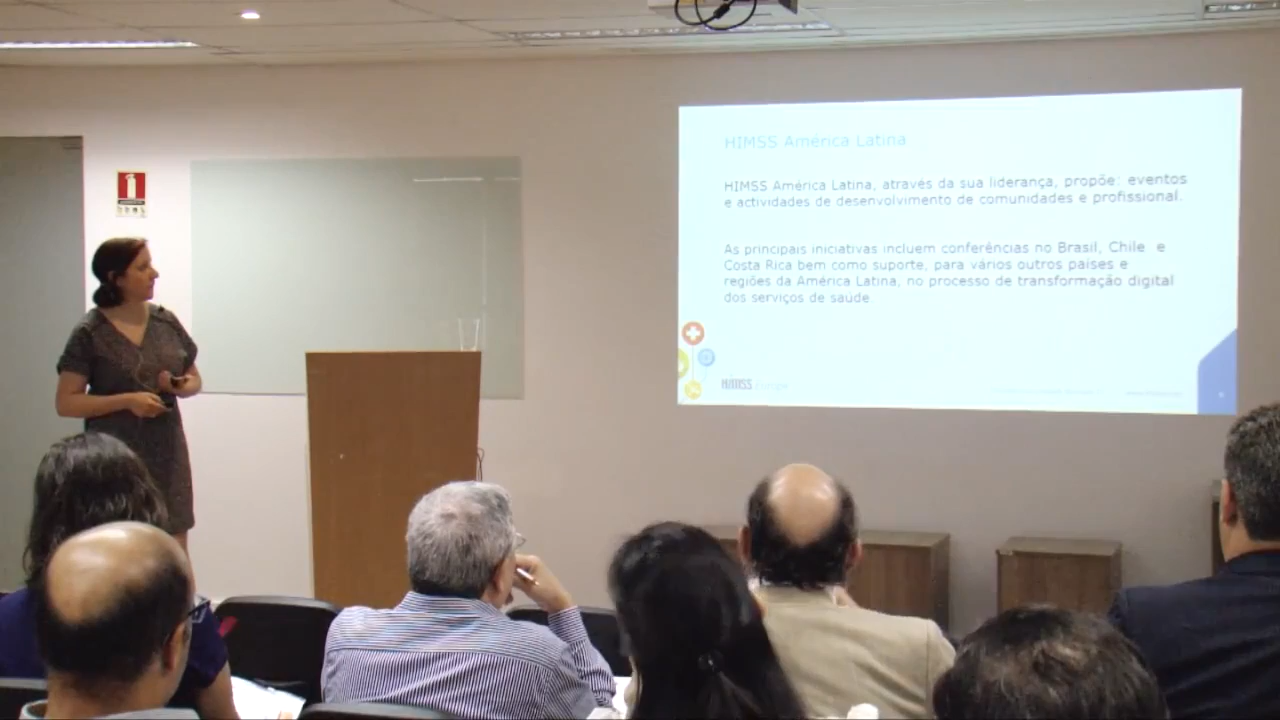 HIMSS América Latina
HIMSS América Latina, através da sua liderança, propõe: eventos
e actividades de desenvolvimento de comunidades e profissional.
As principais iniciativas incluem conferências no Brasil, Chile e
Costa Rica bem como suporte, para vários outros países e
regiões da América Latina, no processo de transformação digital
dos serviços de saúde.
HIMSS Europe